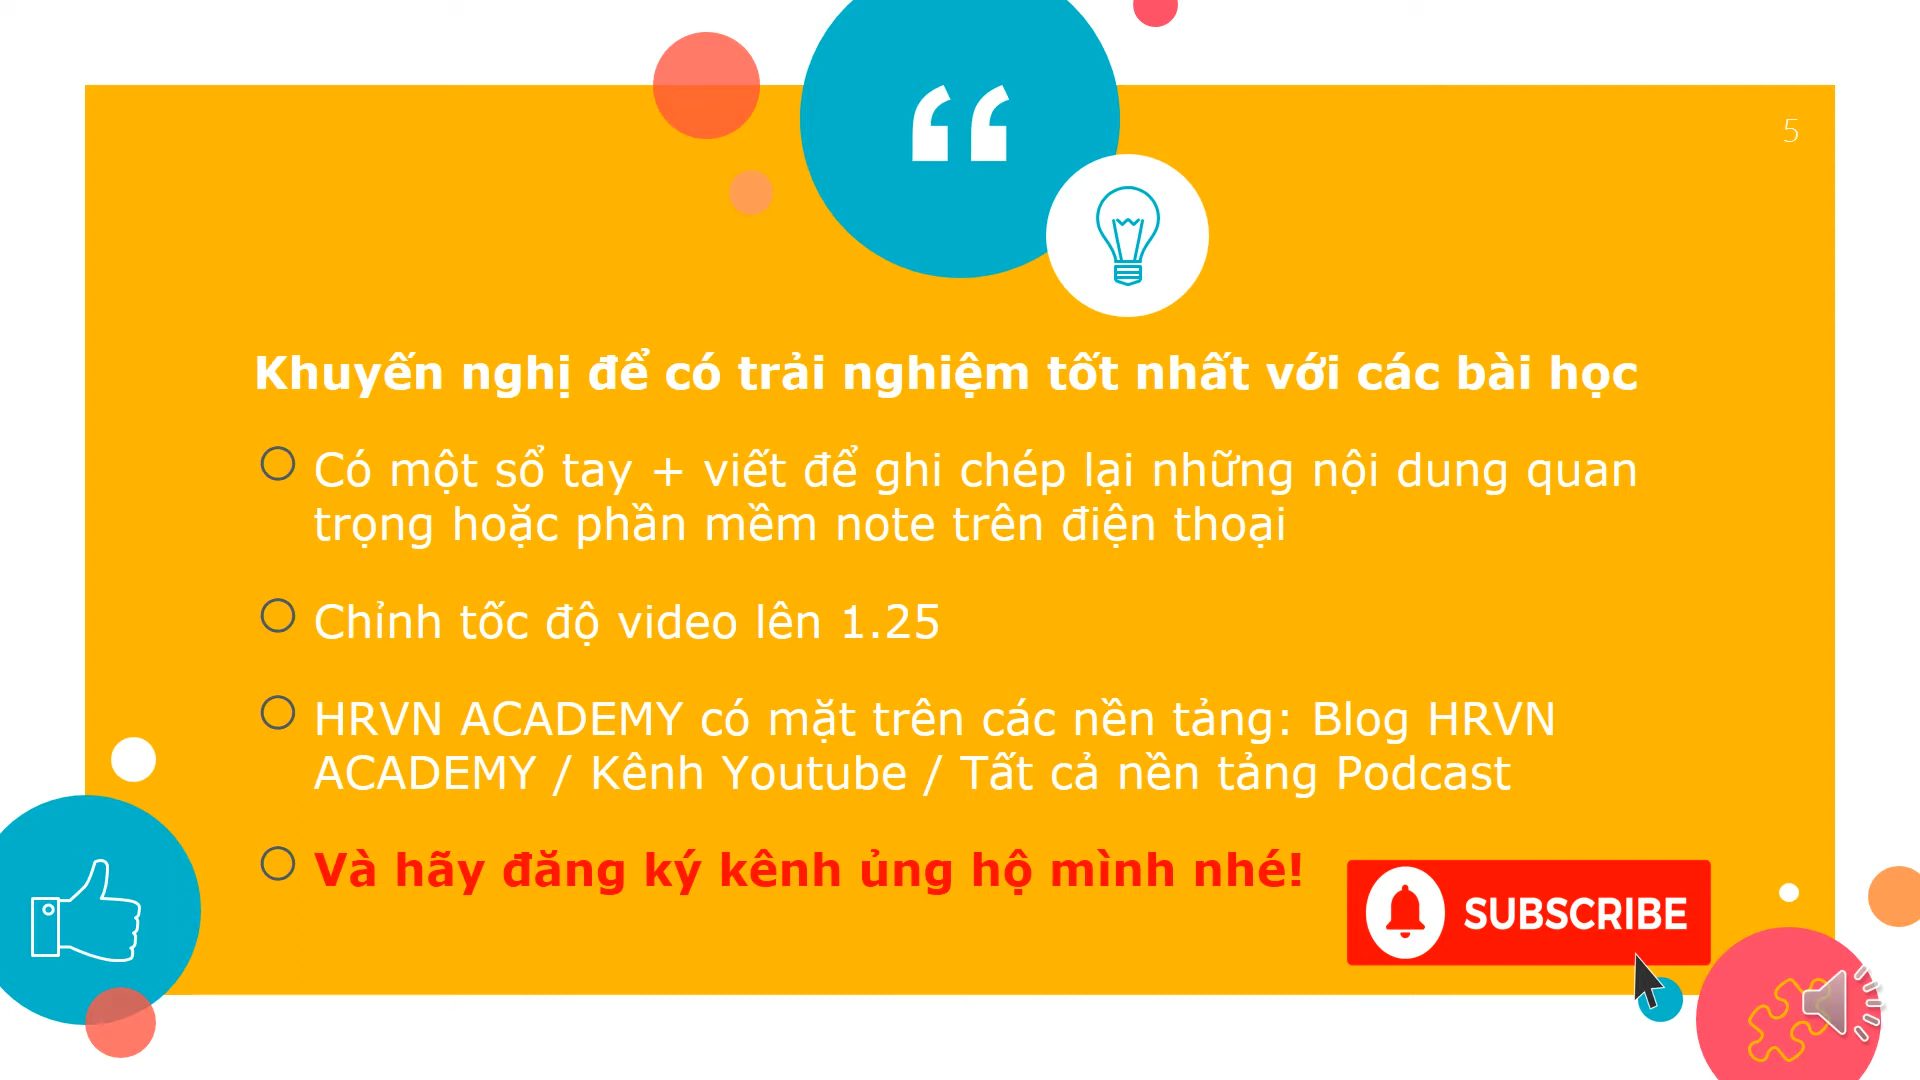 “
5
Khuyến nghị để có trải nghiệm tốt nhất với các bài học
Có một sổ tay + viết để ghi chép lại những nội dung quan
trọng hoặc phần mềm note trên điện thoại
Chỉnh tốc độ video lên 1.25
HRVN ACADEMY có mặt trên các nền tảng: Blog HRVN
ACADEMY / Kênh Youtube / Tất cả nền tảng Podcast
Và hãy đăng ký kênh ủng hộ mình nhé!
SUBSCRIBE